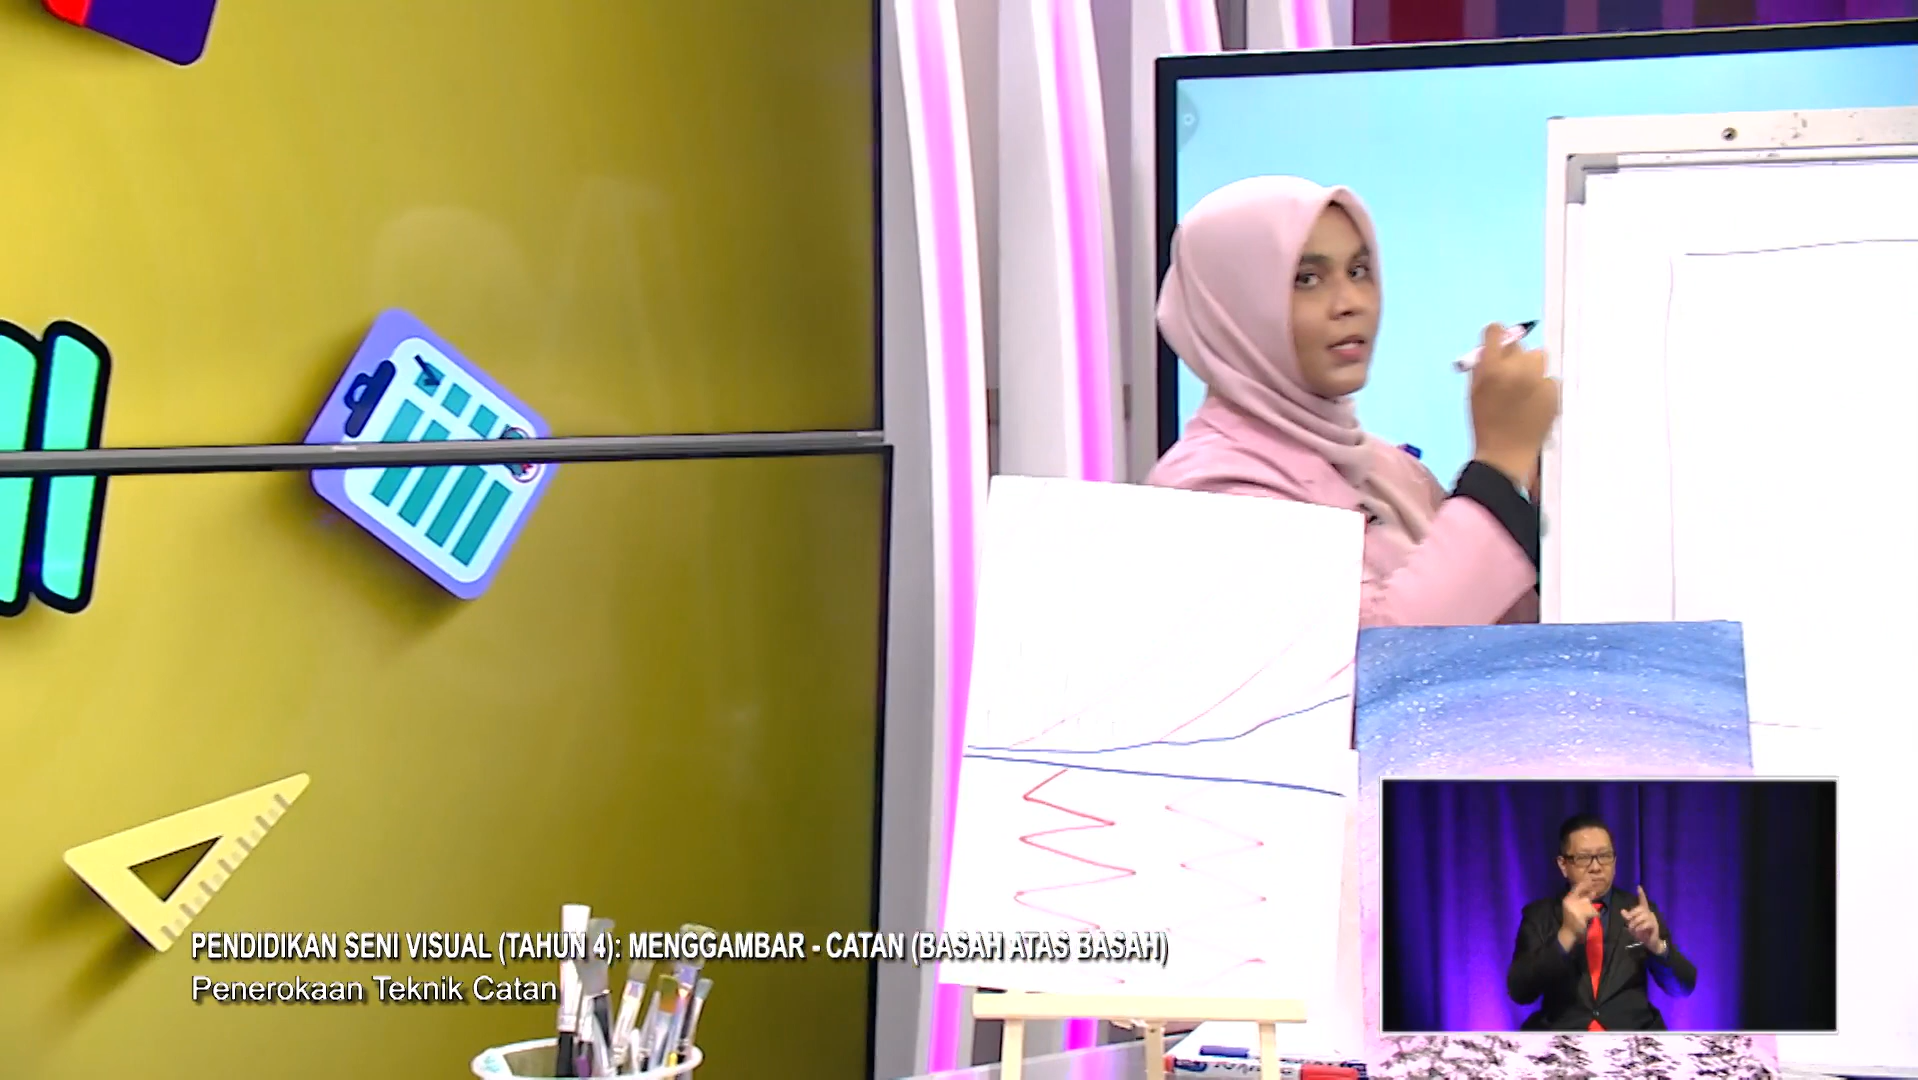 PENDIDIKAN SENI VISUAL (TAHUN 4): MENGGAMBAR - CATAN (BASAH ATAS BASAH)
Penerokaan Teknik Catan